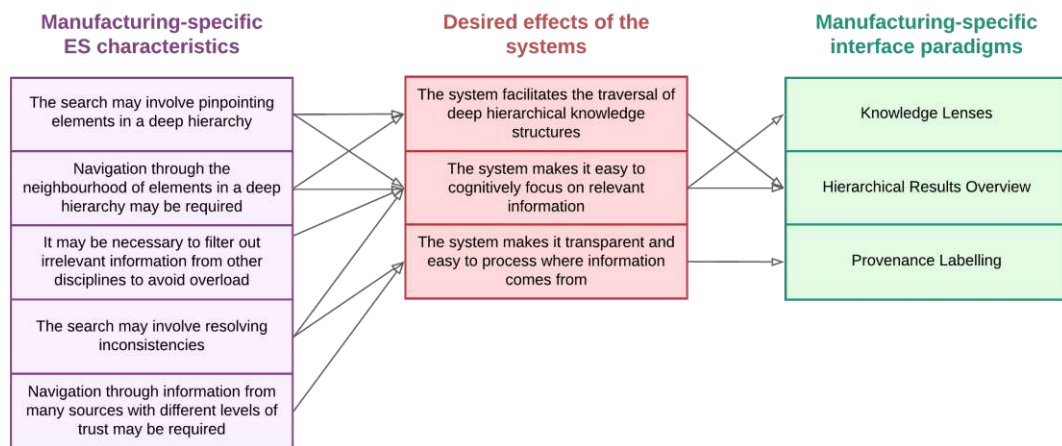 Manufacturing-specific
ES characteristics
The search may involve pinpointing
elements in a deep hierarchy
Navigation through the
neighbourhood of elements in a deep
hierarchy may be required
It may be necessary to filter out
irrelevant information from other
disciplines to avoid overload
The search may involve resolving
inconsistencies
Navigation through information from
many sources with different levels of
trust may be required
Desired effects of the
systems
The system facilitates the traversal of
deep hierarchical knowledge
structures
The system makes it easy to
cognitively focus on relevant
information
The system makes it transparent and
easy to process where information
comes from
Manufacturing-specific
interface paradigms
Knowledge Lenses
Hierarchical Results Overview
Provenance Labelling